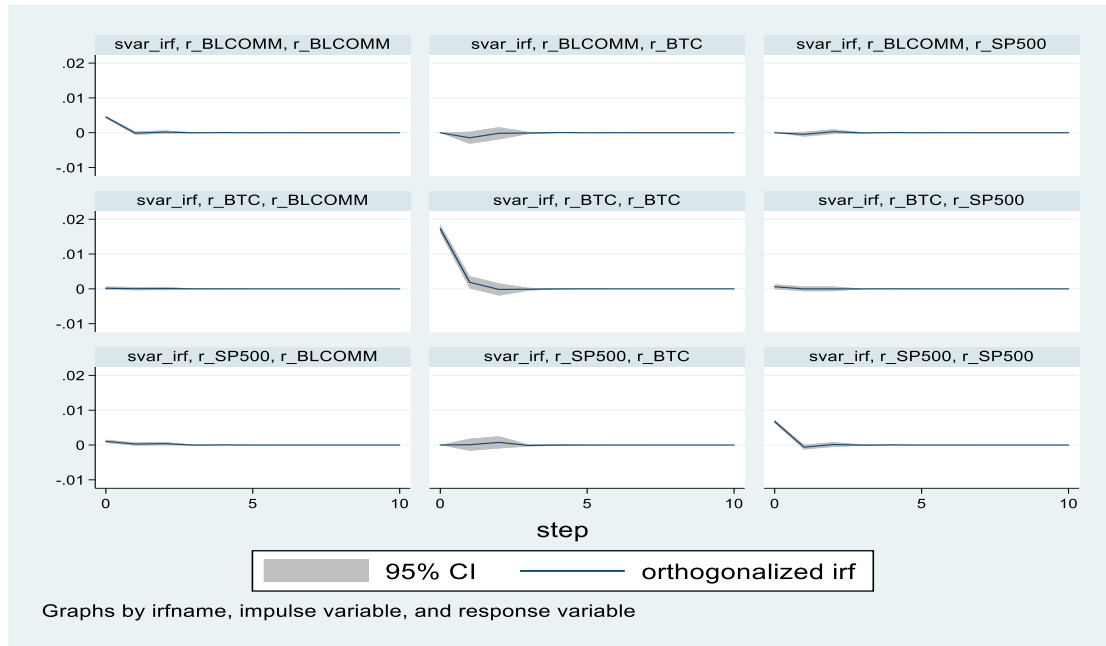 svar_irf, r_BLCOMM, r_BLCOMM
svar_irf, r_BLCOMM, r_BTC
svar_irf, r_BLCOMM, r_SP500
.02
.01
0
-.01
svar_irf, r_BTC, r_BLCOMM
svar_irf, r_BTC, r_BTC
svar_irf, r_BTC, r_SP500
.02
.01
0
-.01
svar_irf, r_SP500, r_BLCOMM
svar_irf, r_SP500, r_BTC
svar_irf, r_SP500, r_SP500
.02
.01
0
-.01
0 5 10
0 5 10
0 5 10
step
95% CI
orthogonalized irf
Graphs by irfname, impulse variable, and response variable